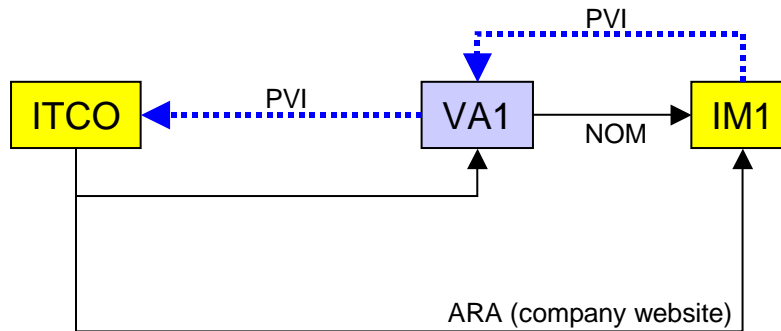 PVI
ITCO
PVI
VA1
NOM
IM1
ARA (company website)